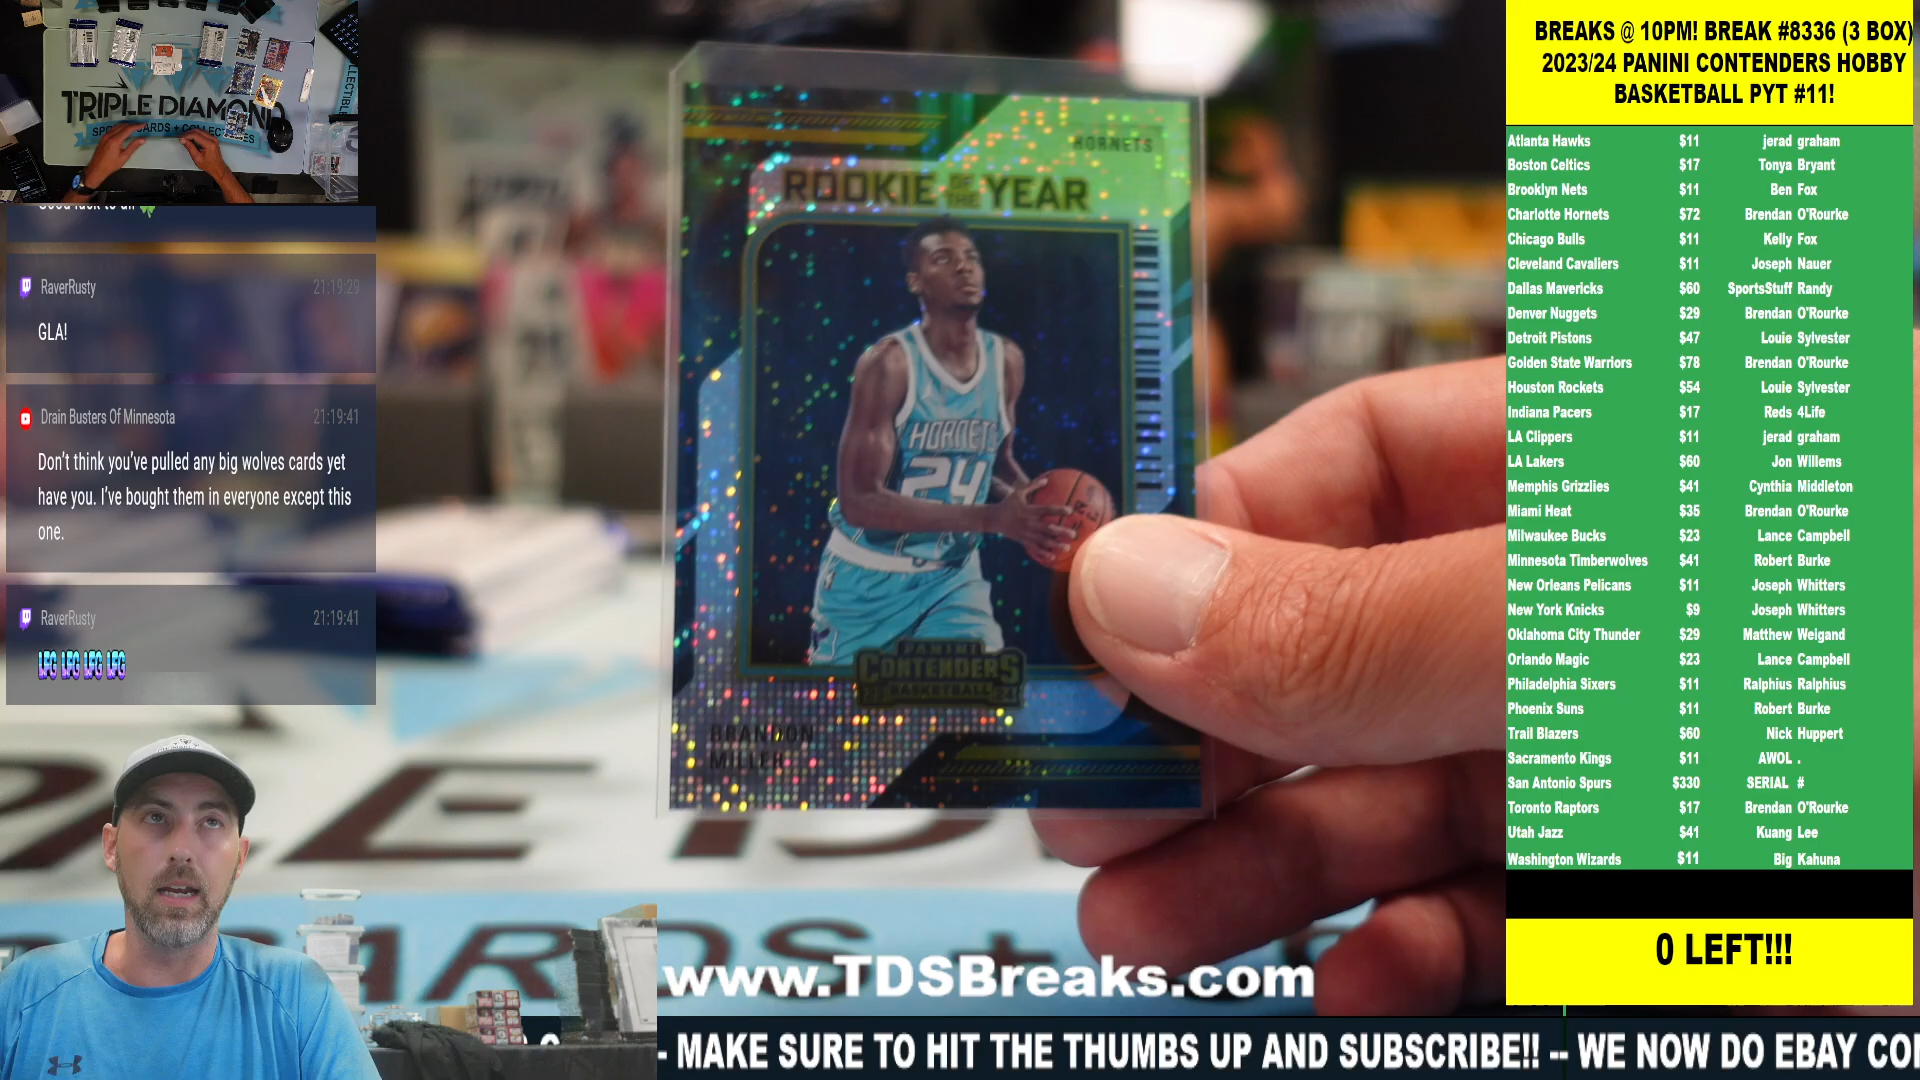 TRIPLE DIAMOND
SPORTS CARDS + COLLECTIBLES
Good luck to all
RaverRusty 21:19:29
GLA!
Drain Busters Of Minnesota 21:19:41
Don't think you've pulled any big wolves cards yet
have you. I've bought them in everyone except this
one.
RaverRusty 21:19:41
LFG LFG LFG LFG
HORNETS
ROOKIE OF THE YEAR
HORNETS
24
PANINI
CONTENDERS
BASKETBALL
BRANDON
MILLER
www.TDSBreaks.com
- MAKE SURE TO HIT THE THUMBS UP AND SUBSCRIBE!! -- WE NOW DO EBAY CO
BREAKS @ 10PM! BREAK #8336 (3 BOX)
2023/24 PANINI CONTENDERS HOBBY
BASKETBALL PYT #11!
Atlanta Hawks $11 jerad graham
Boston Celtics $17 Tonya Bryant
Brooklyn Nets $11 Ben Fox
Charlotte Hornets $72 Brendan O'Rourke
Chicago Bulls $11 Kelly Fox
Cleveland Cavaliers $11 Joseph Nauer
Dallas Mavericks $60 SportsStuff Randy
Denver Nuggets $29 Brendan O'Rourke
Detroit Pistons $47 Louie Sylvester
Golden State Warriors $78 Brendan O'Rourke
Houston Rockets $54 Louie Sylvester
Indiana Pacers $17 Reds 4Life
LA Clippers $11 jerad graham
LA Lakers $60 Jon Willems
Memphis Grizzlies $41 Cynthia Middleton
Miami Heat $35 Brendan O'Rourke
Milwaukee Bucks $23 Lance Campbell
Minnesota Timberwolves $41 Robert Burke
New Orleans Pelicans $11 Joseph Whitters
New York Knicks $9 Joseph Whitters
Oklahoma City Thunder $29 Matthew Weigand
Orlando Magic $23 Lance Campbell
Philadelphia Sixers $11 Ralphius Ralphius
Phoenix Suns $11 Robert Burke
Trail Blazers $60 Nick Huppert
Sacramento Kings $11 AWOL .
San Antonio Spurs $330 SERIAL #
Toronto Raptors $17 Brendan O'Rourke
Utah Jazz $41 Kuang Lee
Washington Wizards $11 Big Kahuna
0 LEFT!!!